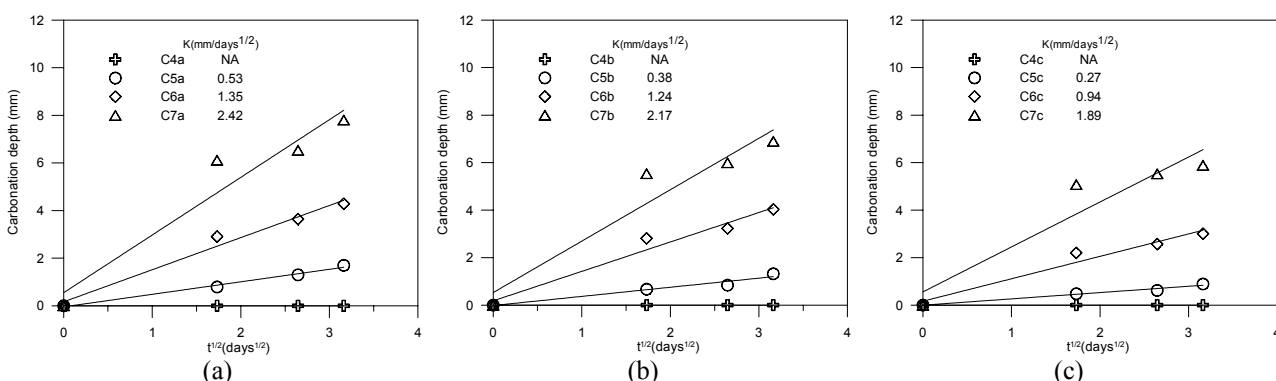 12
10
8
6
4
2
0
Carbonation depth (mm)
K(mm/days1/2)
C4a NA
C5a 0.53
C6a 1.35
C7a 2.42
0 1 2 3 4
t1/2(days1/2)
(a)
12
10
8
6
4
2
0
Carbonation depth (mm)
K(mm/days1/2)
C4b NA
C5b 0.38
C6b 1.24
C7b 2.17
0 1 2 3 4
t1/2(days1/2)
(b)
12
10
8
6
4
2
0
Carbonation depth (mm)
K(mm/days1/2)
C4c NA
C5c 0.27
C6c 0.94
C7c 1.89
0 1 2 3 4
t1/2(days1/2)
(c)